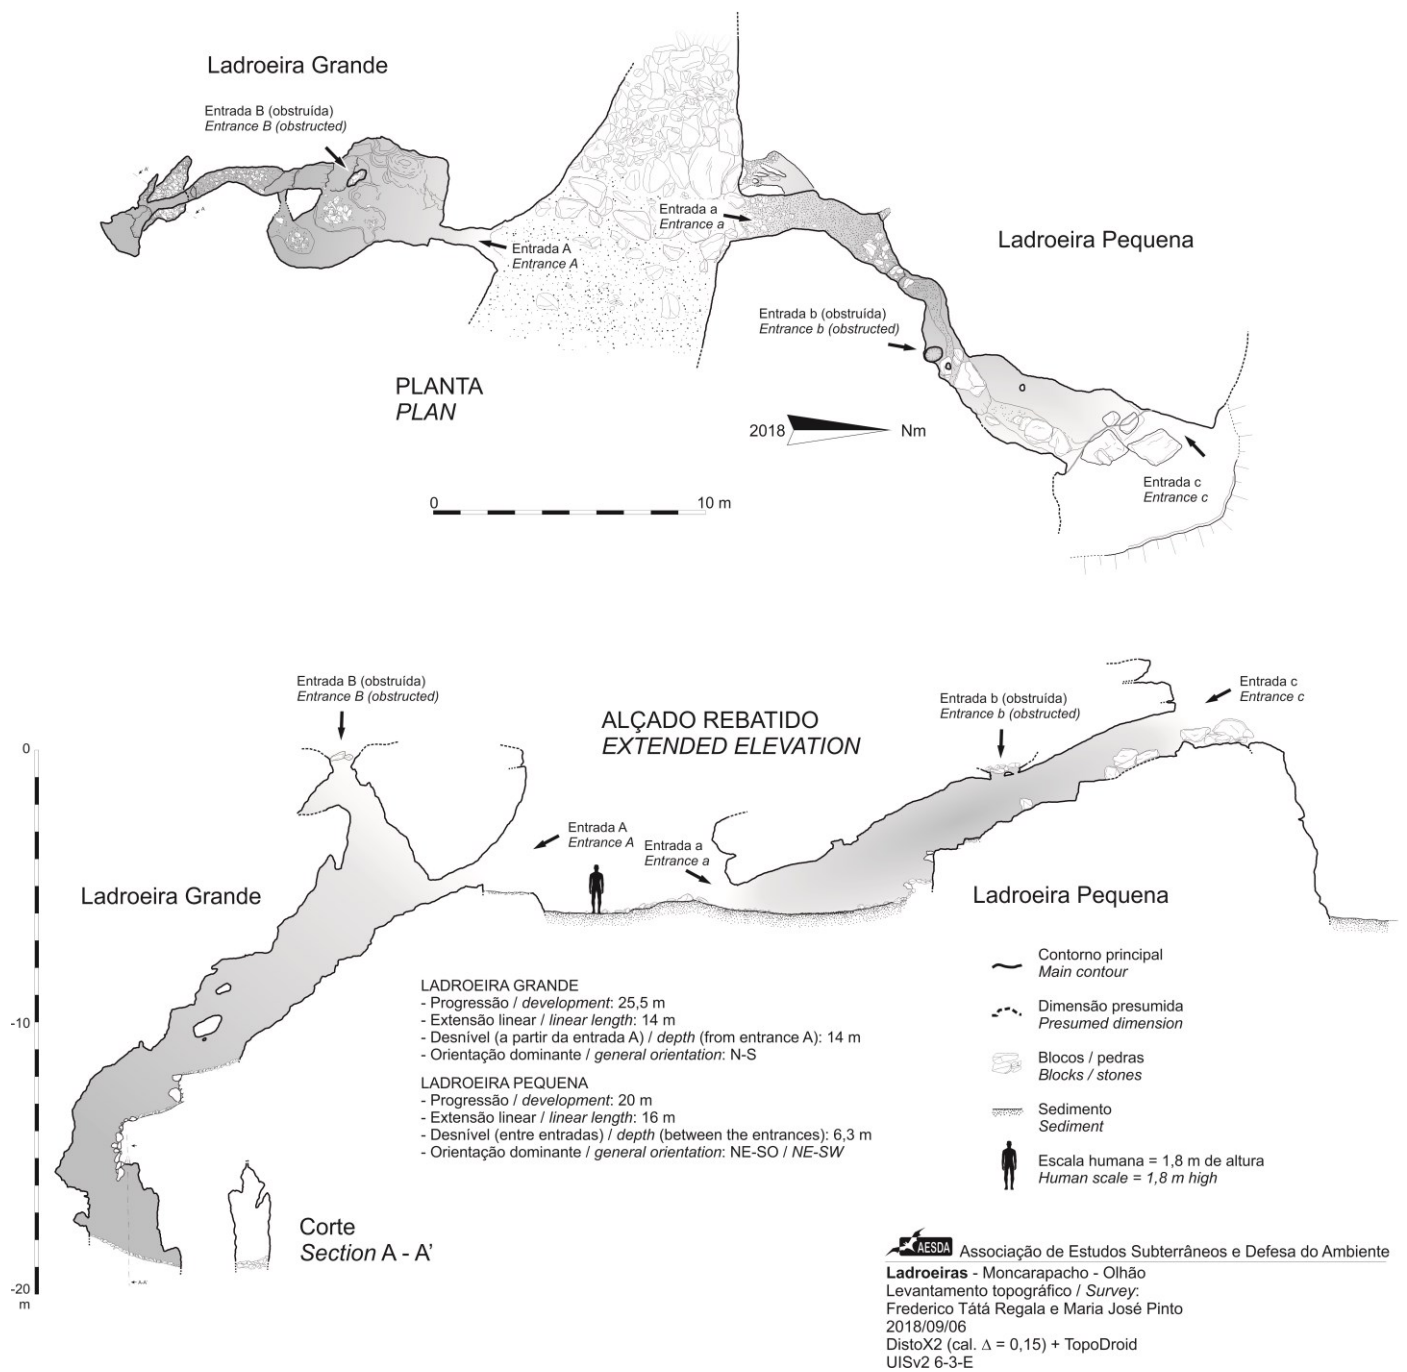 Ladroeira Grande
Entrada B (obstruída)
Entrance B (obstructed)
Entrada A
Entrance A
Entrada a
Entrance a
Ladroeira Pequena
Entrada b (obstruída)
Entrance b (obstructed)
PLANTA
PLAN
2018 Nm
Entrada c
Entrance c
0 10 m
Entrada B (obstruída)
Entrance B (obstructed)
ALÇADO REBATIDO
EXTENDED ELEVATION
Entrada b (obstruída)
Entrance b (obstructed)
Entrada c
Entrance c
0
Entrada A
Entrance A
Entrada a
Entrance a
Ladroeira Grande
Ladroeira Pequena
-10
LADROEIRA GRANDE
- Progressão / development: 25,5 m
- Extensão linear / linear length: 14 m
- Desnível (a partir da entrada A) / depth (from entrance A): 14 m
- Orientação dominante / general orientation: N-S
LADROEIRA PEQUENA
- Progressão / development: 20 m
- Extensão linear / linear length: 16 m
- Desnível (entre entradas) / depth (between the entrances): 6,3 m
- Orientação dominante / general orientation: NE-SO / NE-SW
Contorno principal
Main contour
Dimensão presumida
Presumed dimension
Blocos / pedras
Blocks / stones
Sedimento
Sediment
Escala humana = 1,8 m de altura
Human scale = 1,8 m high
Corte
Section A - A'
-20
m
AESDA Associação de Estudos Subterrâneos e Defesa do Ambiente
Ladroeiras - Moncarapacho - Olhão
Levantamento topográfico / Survey:
Frederico Tátá Regala e Maria José Pinto
2018/09/06
DistoX2 (cal. Δ = 0,15) + TopoDroid
UISv2 6-3-E